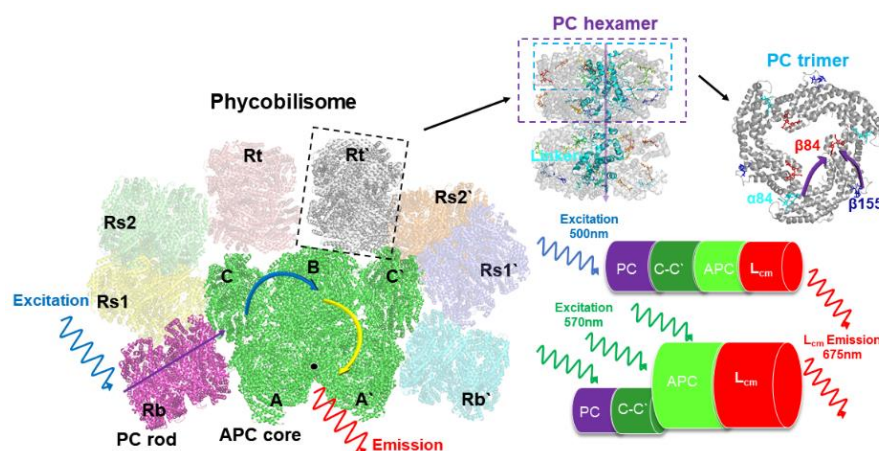 PC hexamer
PC trimer
Phycobilisome
Rt
Rt`
Linkers
β84
α84
β155
Rs2
Rs2`
B
C
C`
Rs1
Rs1`
Excitation
Rb
A
A`
Rb`
PC rod
APC core
Emission
Excitation
500nm
PC
C-C`
APC
Lcm
Excitation
570nm
Lcm Emission
675nm
PC
C-C`
APC
Lcm